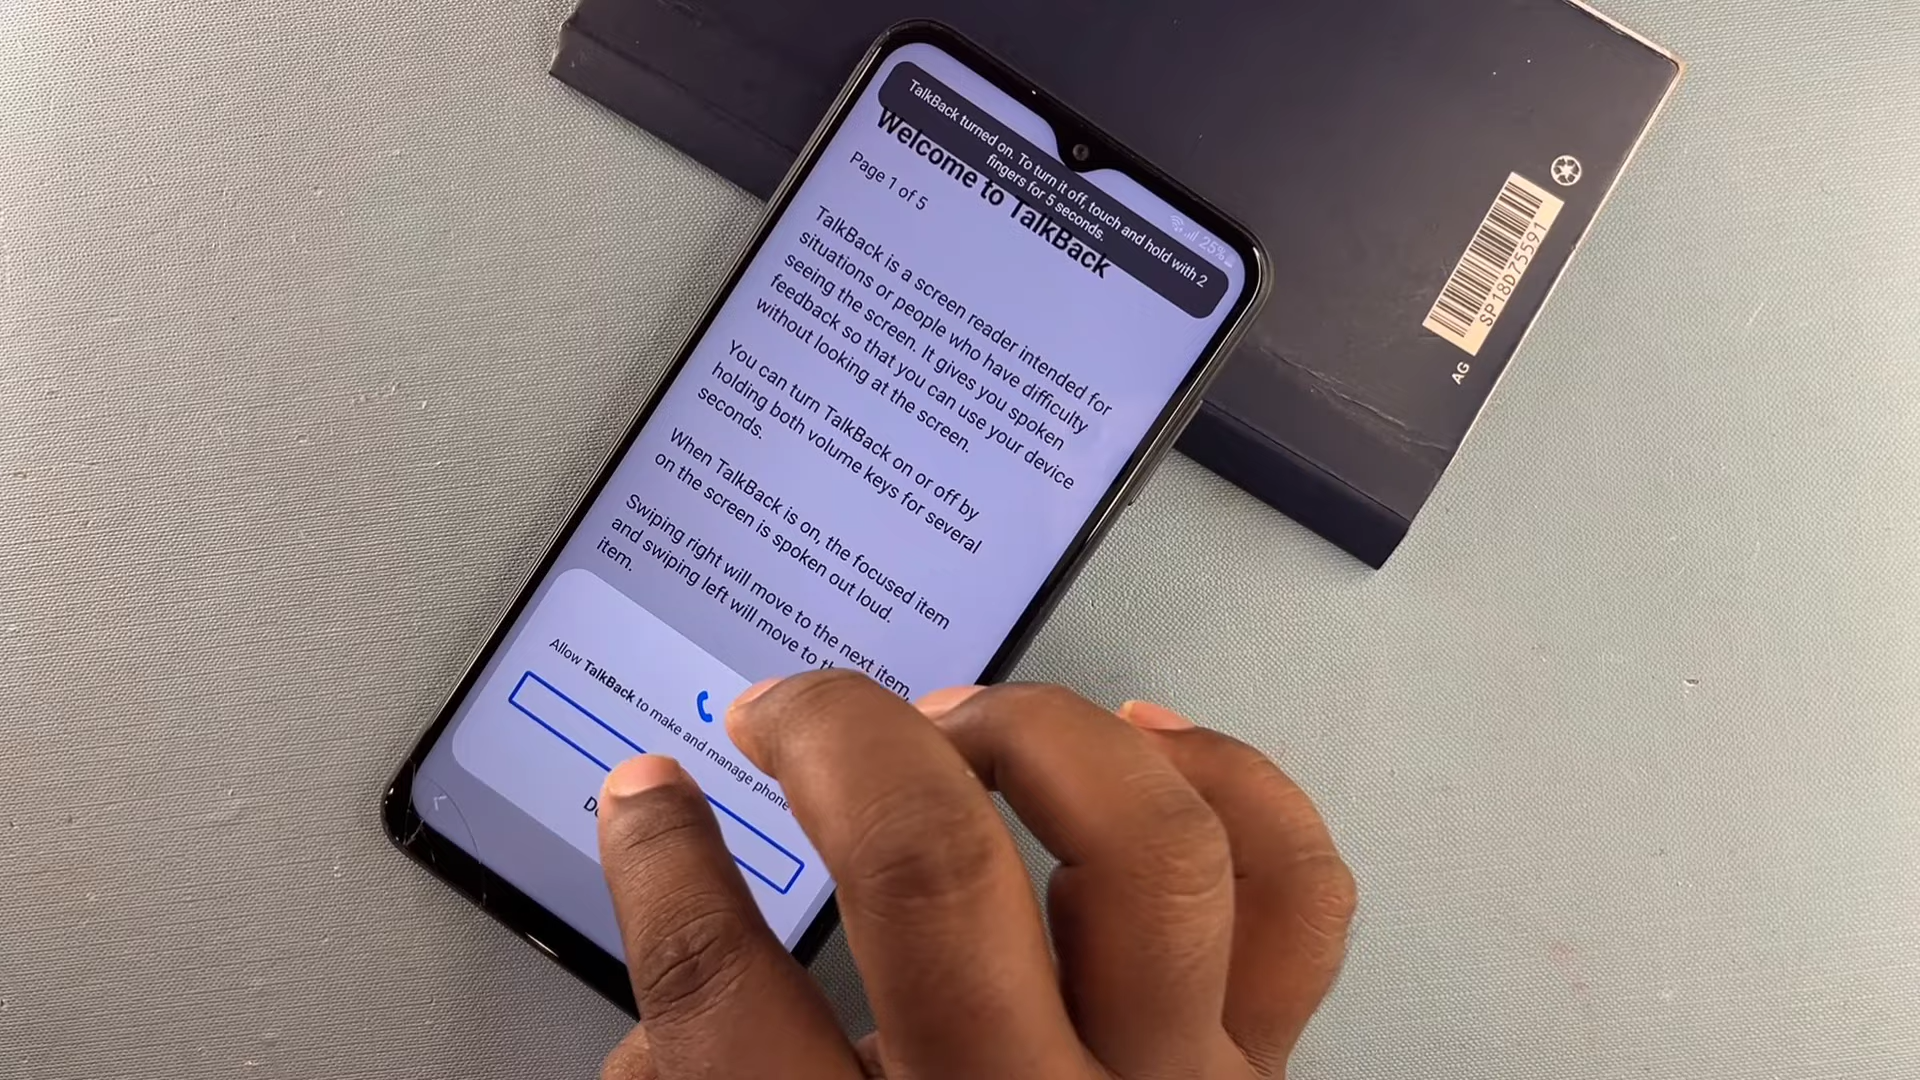 TalkBack turned on. To turn it off, touch and hold with 2
fingers for 5 seconds.
25%
Welcome to TalkBack
Page 1 of 5
TalkBack is a screen reader intended for
situations or people who have difficulty
seeing the screen. It gives you spoken
feedback so that you can use your device
without looking at the screen.
You can turn TalkBack on or off by
holding both volume keys for several
seconds.
When TalkBack is on, the focused item
on the screen is spoken out loud.
Swiping right will move to the next item,
and swiping left will move to
item.
Allow TalkBack to make and manage phone
SP18D75591
AG